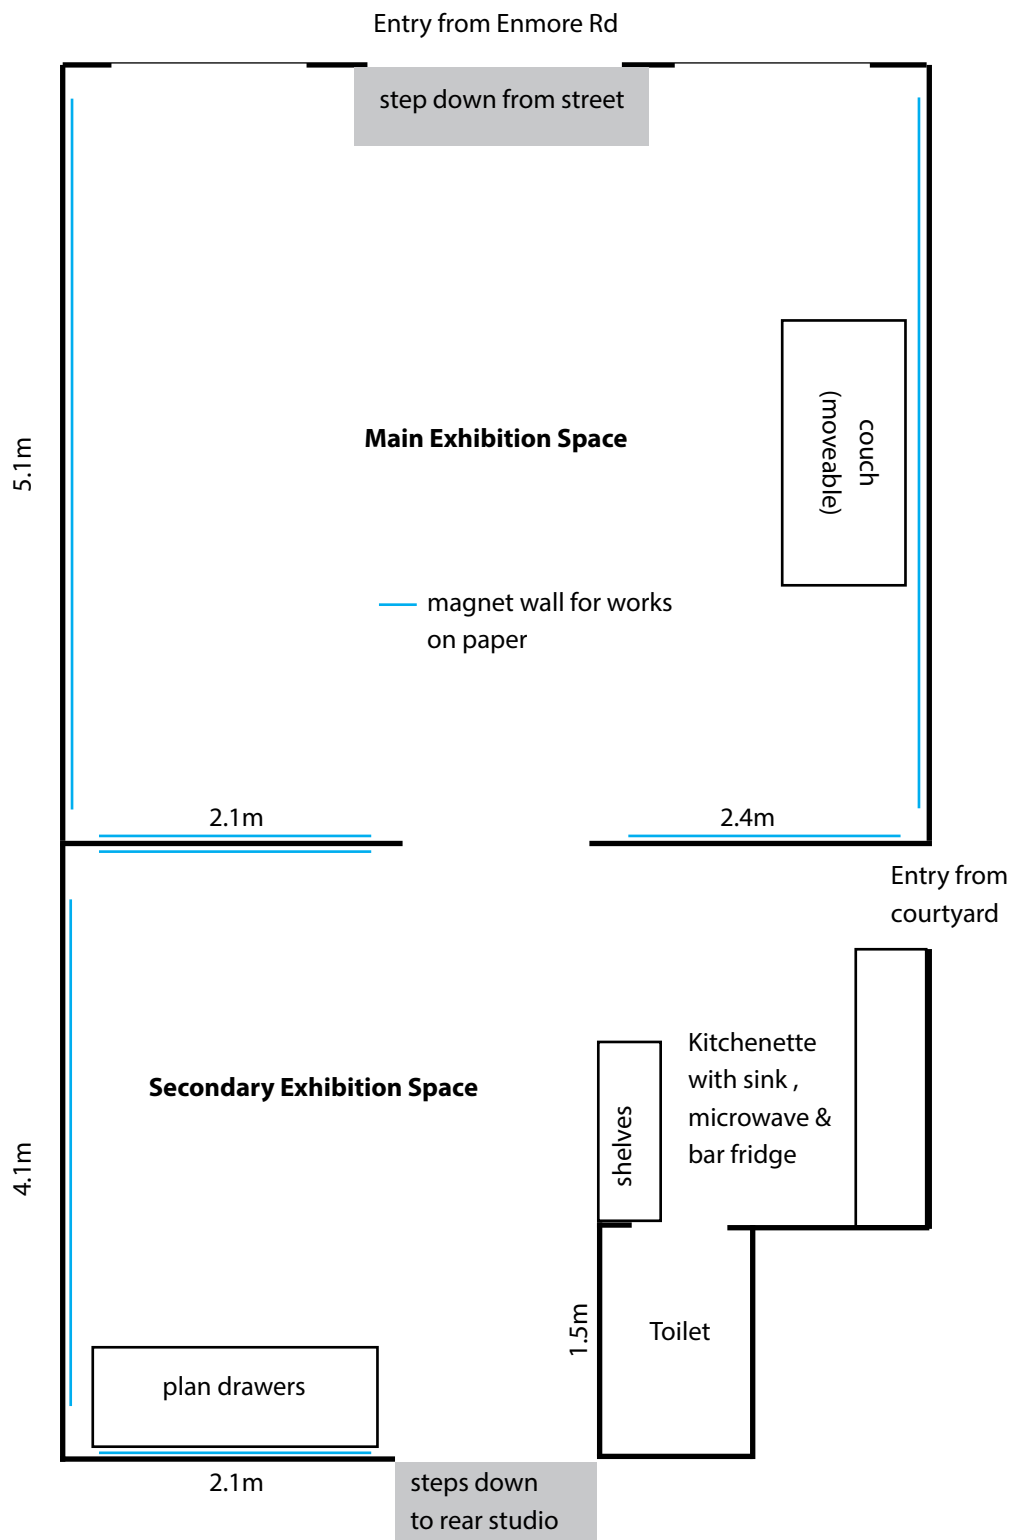 Entry from Enmore Rd
step down from street
couch
(moveable)
Main Exhibition Space
5.1m
magnet wall for works
on paper
2.1m
2.4m
Entry from
courtyard
Kitchenette
with sink ,
microwave &
bar fridge
Secondary Exhibition Space
shelves
4.1m
1.5m
Toilet
plan drawers
2.1m
steps down
to rear studio